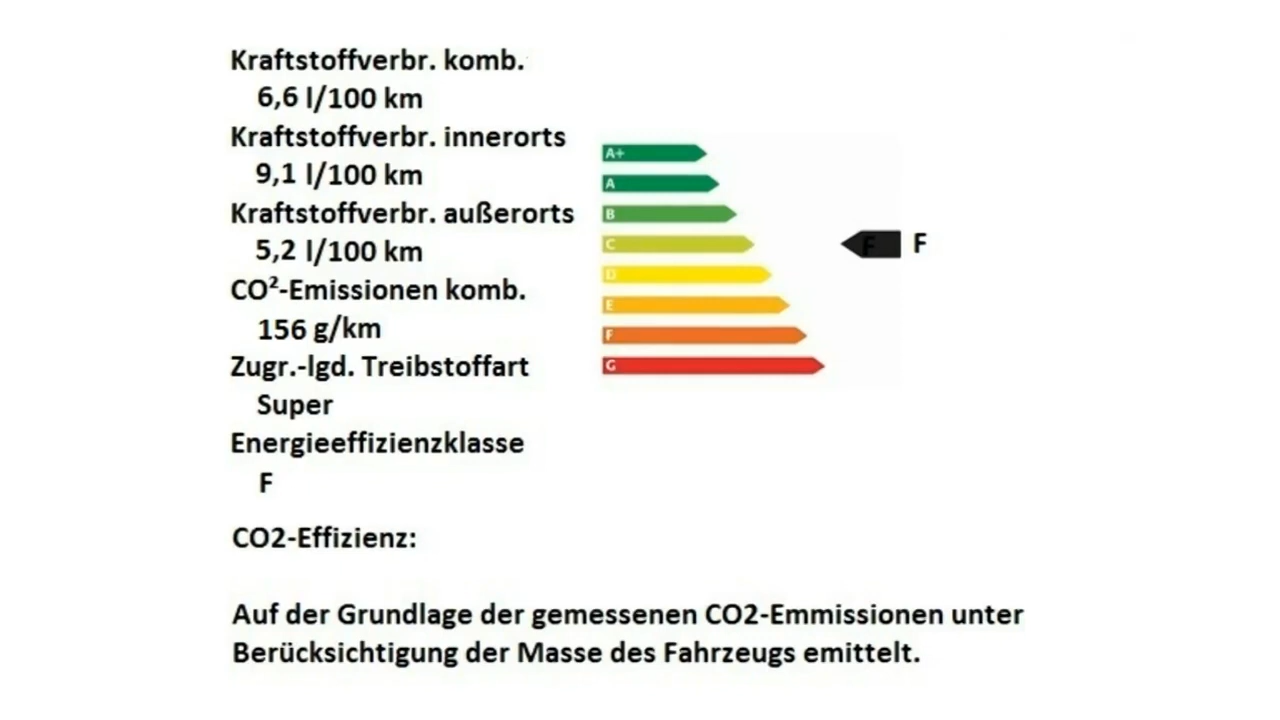 Kraftstoffverbr. komb.
6,6 l/100 km
Kraftstoffverbr. innerorts
9,1 l/100 km
Kraftstoffverbr. außerorts
5,2 l/100 km
CO²-Emissionen komb.
156 g/km
Zugr.-lgd. Treibstoffart
Super
Energieeffizienzklasse
F
A+
A
B
C
D
E
F
G
F F
CO2-Effizienz:
Auf der Grundlage der gemessenen CO2-Emmissionen unter
Berücksichtigung der Masse des Fahrzeugs emittelt.